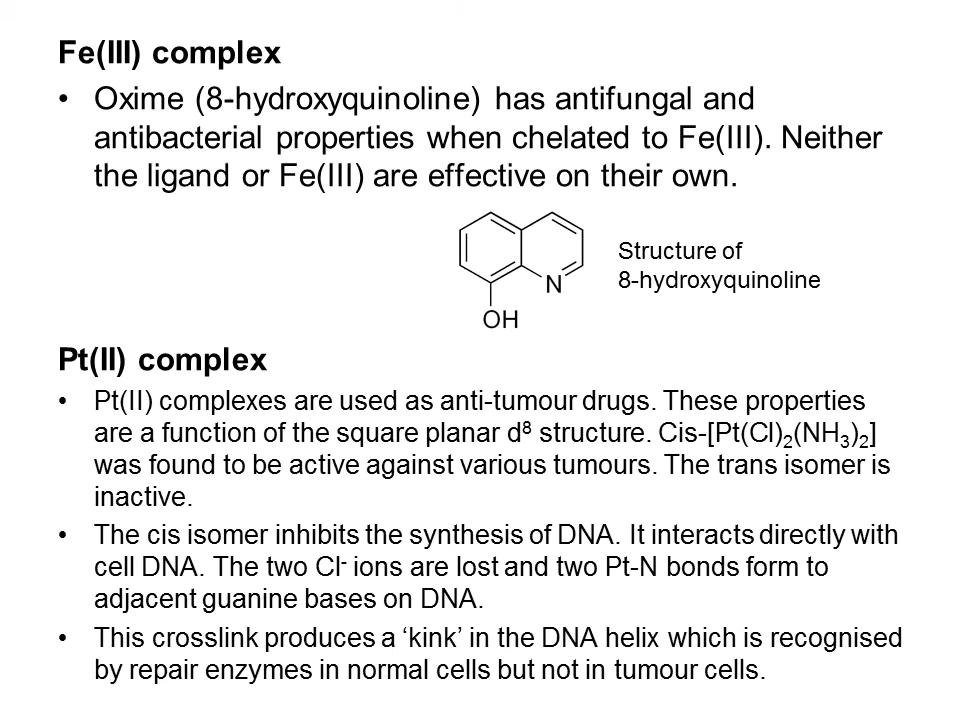 Fe(III) complex
• Oxime (8-hydroxyquinoline) has antifungal and
antibacterial properties when chelated to Fe(III). Neither
the ligand or Fe(III) are effective on their own.
N
OH
Structure of
8-hydroxyquinoline
Pt(II) complex
• Pt(II) complexes are used as anti-tumour drugs. These properties
are a function of the square planar d⁸ structure. Cis-[Pt(Cl)₂(NH₃)₂]
was found to be active against various tumours. The trans isomer is
inactive.
• The cis isomer inhibits the synthesis of DNA. It interacts directly with
cell DNA. The two Cl⁻ ions are lost and two Pt-N bonds form to
adjacent guanine bases on DNA.
• This crosslink produces a ‘kink’ in the DNA helix which is recognised
by repair enzymes in normal cells but not in tumour cells.